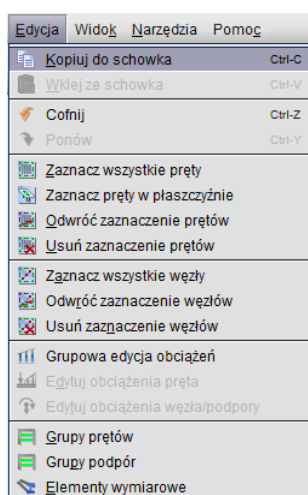 Edycja Widok Narzędzia Pomoc
Kopiuj do schowka Ctrl-C
Wklej ze schowka Ctrl-V
Cofnij Ctrl-Z
Ponów Ctrl-Y
Zaznacz wszystkie pręty
Zaznacz pręty w płaszczyźnie
Odwróć zaznaczenie prętów
Usuń zaznaczenie prętów
Zaznacz wszystkie węzły
Odwróć zaznaczenie węzłów
Usuń zaznaczenie węzłów
Grupowa edycja obciążeń
Edytuj obciążenia pręta
Edytuj obciążenia węzła/podpory
Grupy prętów
Grupy podpór
Elementy wymiarowe